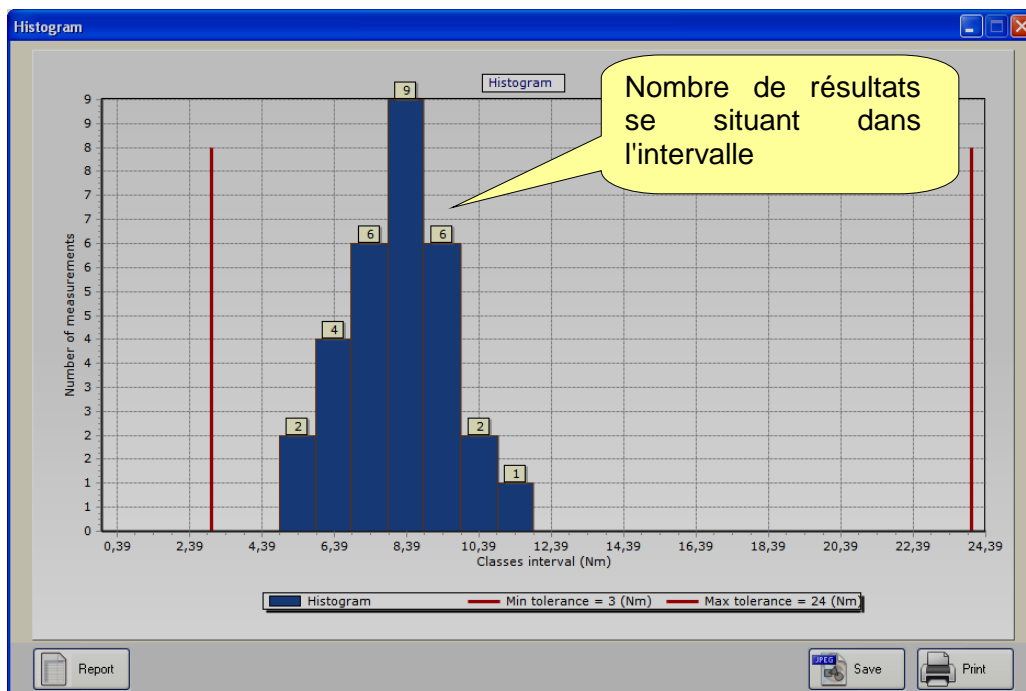 Histogram
Histogram
Nombre de résultats
se situant dans
l'intervalle
9
9
8
8
7
7
6
6
5
5
4
4
3
3
2
2
1
1
0
Number of measurements
2
4
6
9
6
2
1
0,39 2,39 4,39 6,39 8,39 10,39 12,39 14,39 16,39 18,39 20,39 22,39 24,39
Classes interval (Nm)
Histogram Min tolerance = 3 (Nm) Max tolerance = 24 (Nm)
Report JPEG Save Print